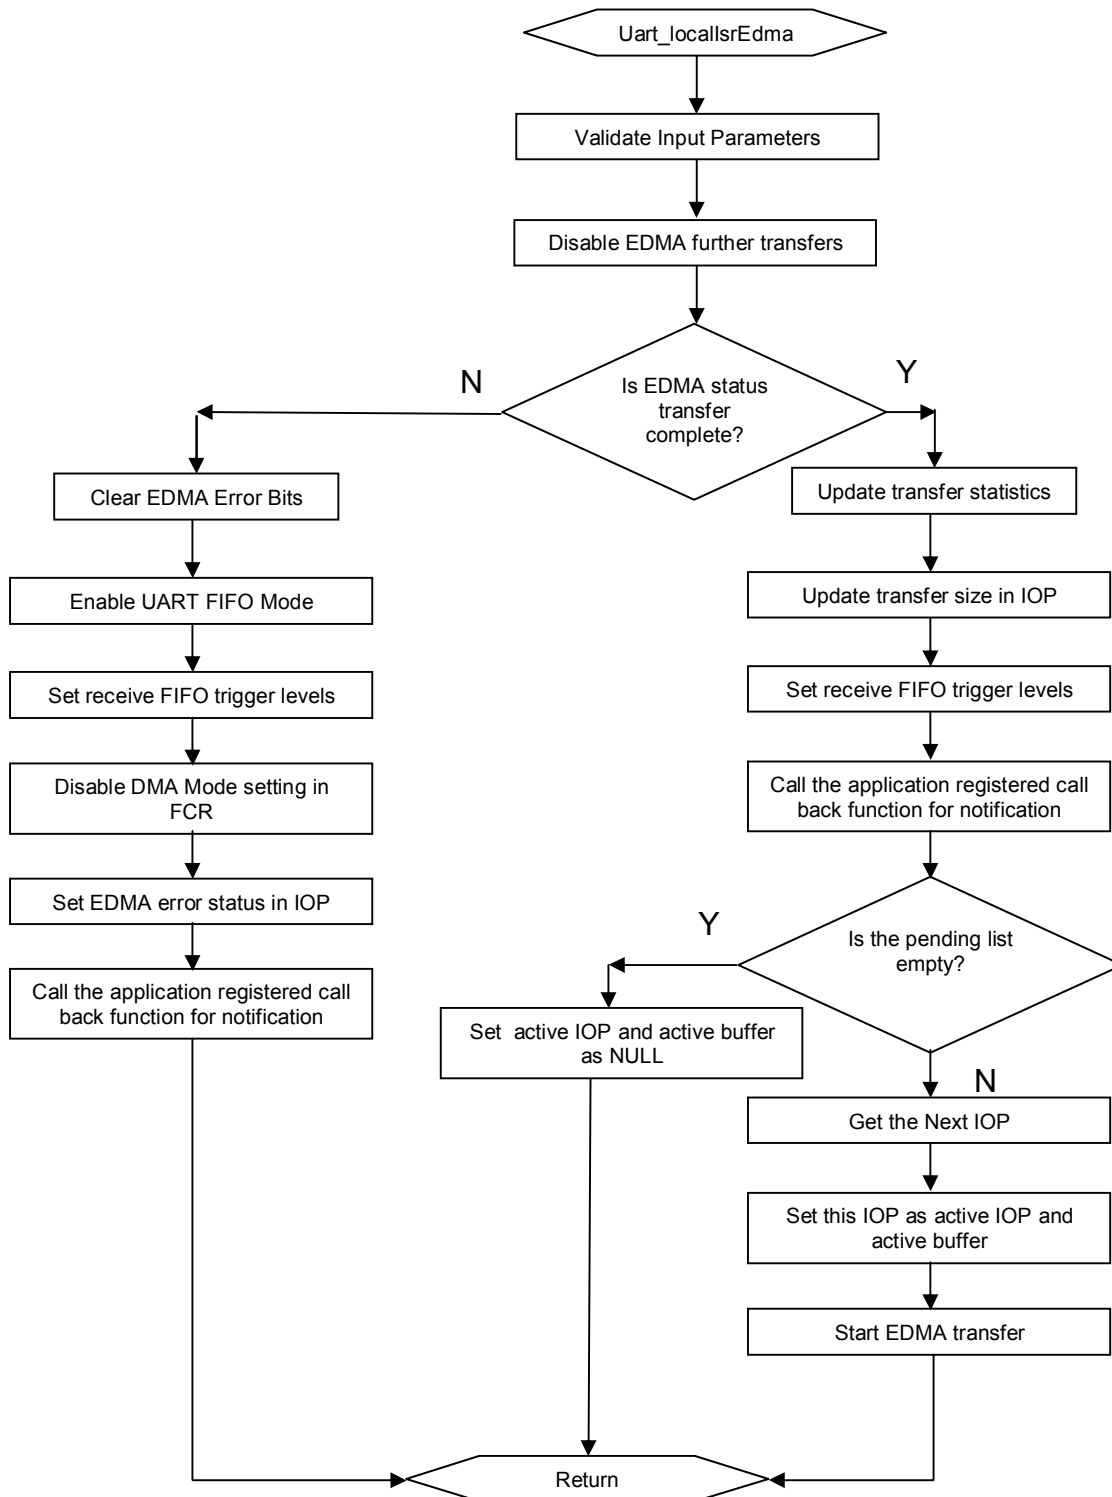 Uart_localIsrEdma
Validate Input Parameters
Disable EDMA further transfers
Is EDMA status
transfer
complete?
N
Y
Clear EDMA Error Bits
Enable UART FIFO Mode
Set receive FIFO trigger levels
Disable DMA Mode setting in
FCR
Set EDMA error status in IOP
Call the application registered call
back function for notification
Update transfer statistics
Update transfer size in IOP
Set receive FIFO trigger levels
Call the application registered call
back function for notification
Is the pending list
empty?
Y
Set active IOP and active buffer
as NULL
N
Get the Next IOP
Set this IOP as active IOP and
active buffer
Start EDMA transfer
Return